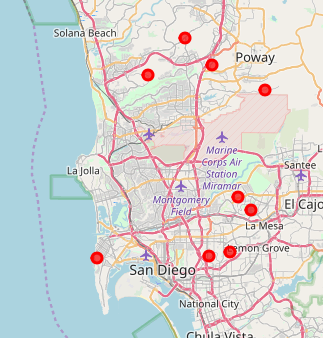 Solana Beach
Poway
Marine
Corps Air
Station
Miramar
La Jolla
Santee
Montgomery
Field
El Cajo
La Mesa
Lemon Grove
San Diego
National City
Chula Vista